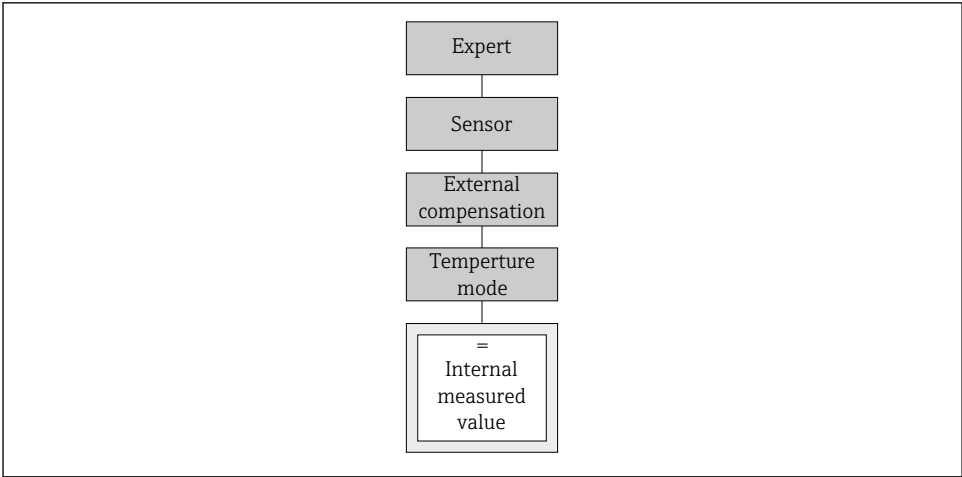 Expert
Sensor
External
compensation
Temperture
mode
=
Internal
measured
value